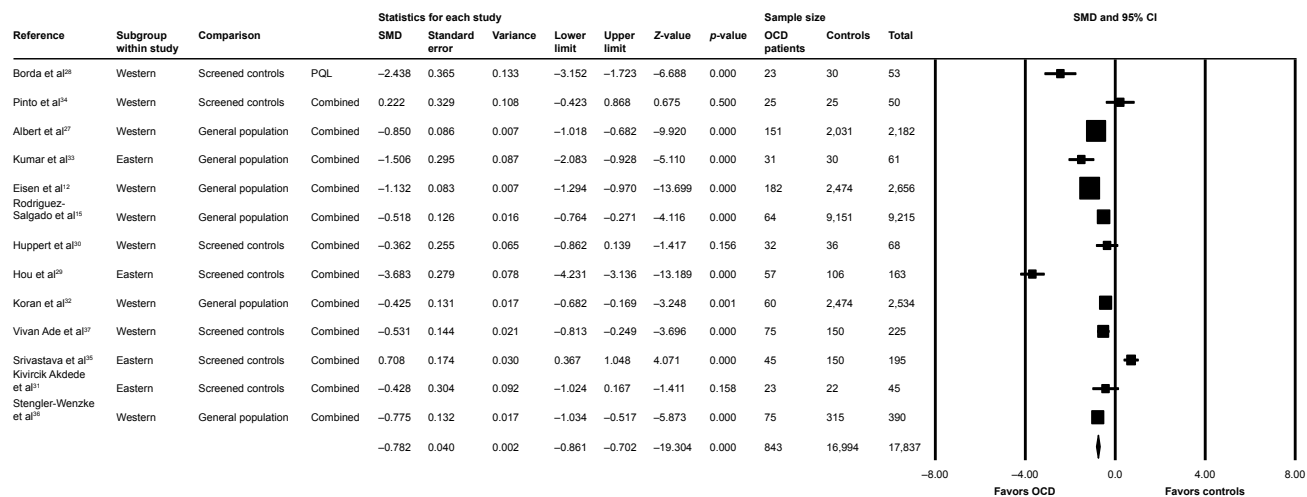 Statistics for each study Sample size SMD and 95% CI
Reference Subgroup within study Comparison SMD Standard error Variance Lower limit Upper limit Z-value p-value OCD patients Controls Total
Borda et al²⁸ Western Screened controls PQL −2.438 0.365 0.133 −3.152 −1.723 −6.688 0.000 23 30 53
Pinto et al³⁴ Western Screened controls Combined 0.222 0.329 0.108 −0.423 0.868 0.675 0.500 25 25 50
Albert et al²⁷ Western General population Combined −0.850 0.086 0.007 −1.018 −0.682 −9.920 0.000 151 2,031 2,182
Kumar et al³³ Eastern General population Combined −1.506 0.295 0.087 −2.083 −0.928 −5.110 0.000 31 30 61
Eisen et al¹² Western General population Combined −1.132 0.083 0.007 −1.294 −0.970 −13.699 0.000 182 2,474 2,656
Rodriguez-
Salgado et al¹⁵ Western General population Combined −0.518 0.126 0.016 −0.764 −0.271 −4.116 0.000 64 9,151 9,215
Huppert et al³⁰ Western Screened controls Combined −0.362 0.255 0.065 −0.862 0.139 −1.417 0.156 32 36 68
Hou et al²⁹ Eastern Screened controls Combined −3.683 0.279 0.078 −4.231 −3.136 −13.189 0.000 57 106 163
Koran et al³² Western General population Combined −0.425 0.131 0.017 −0.682 −0.169 −3.248 0.001 60 2,474 2,534
Vivan Ade et al³⁷ Western Screened controls Combined −0.531 0.144 0.021 −0.813 −0.249 −3.696 0.000 75 150 225
Srivastava et al³⁵ Eastern Screened controls Combined 0.708 0.174 0.030 0.367 1.048 4.071 0.000 45 150 195
Kivircik Akdede
et al³¹ Eastern Screened controls Combined −0.428 0.304 0.092 −1.024 0.167 −1.411 0.158 23 22 45
Stengler-Wenzke
et al³⁶ Western General population Combined −0.775 0.132 0.017 −1.034 −0.517 −5.873 0.000 75 315 390
−0.782 0.040 0.002 −0.861 −0.702 −19.304 0.000 843 16,994 17,837
−8.00 −4.00 0.0 4.00 8.00
Favors OCD Favors controls